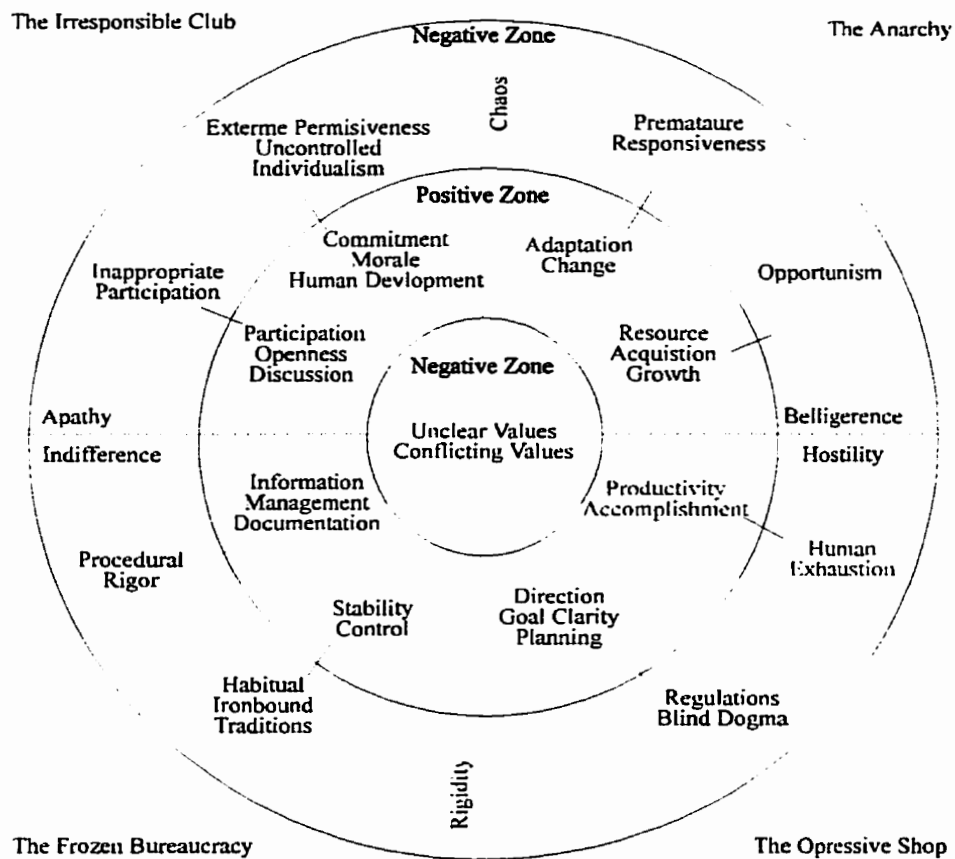 The Irresponsible Club
The Anarchy
Negative Zone
Chaos
Exterme Permisiveness
Uncontrolled
Individualism
Premataure
Responsiveness
Positive Zone
Commitment
Morale
Human Devlopment
Adaptation
Change
Inappropriate
Participation
Opportunism
Participation
Openness
Discussion
Resource
Acquistion
Growth
Negative Zone
Apathy
Belligerence
Unclear Values
Conflicting Values
Indifference
Hostility
Information
Management
Documentation
Productivity
Accomplishment
Procedural
Rigor
Human
Exhaustion
Stability
Control
Direction
Goal Clarity
Planning
Habitual
Ironbound
Traditions
Regulations
Blind Dogma
Rigidity
The Frozen Bureaucracy
The Opressive Shop